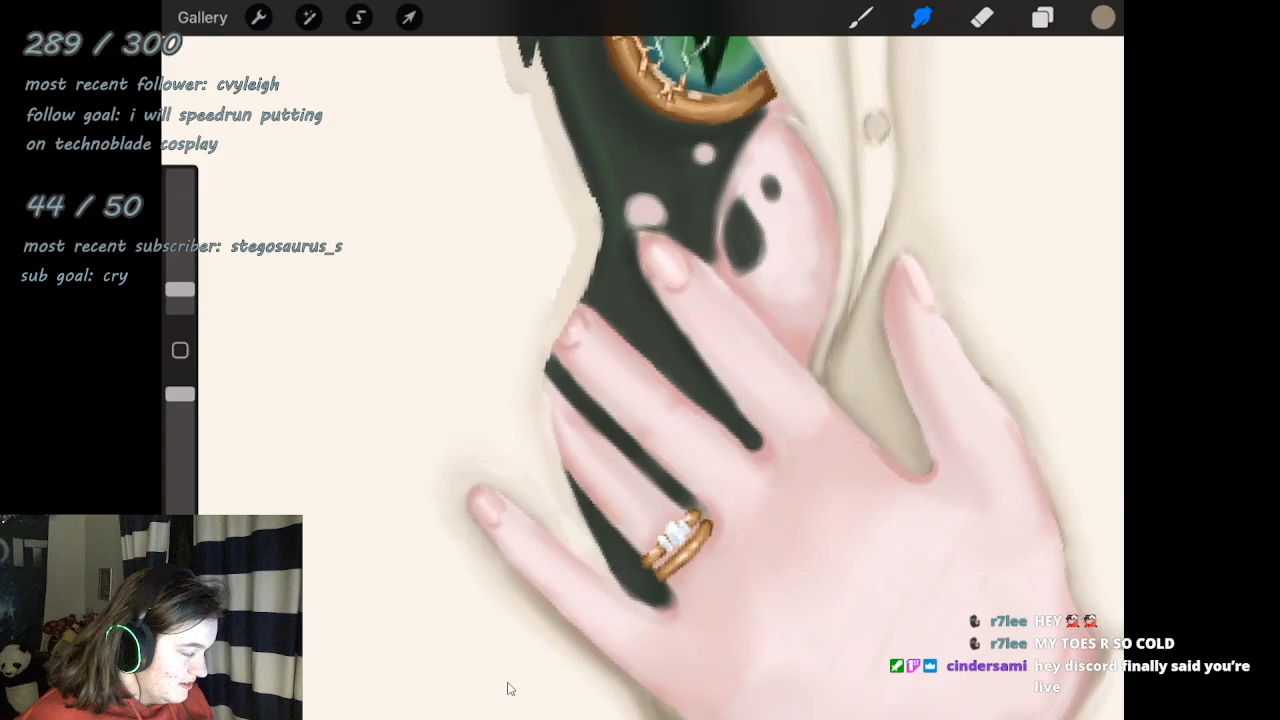 Gallery
289 / 300
most recent follower: cvyleigh
follow goal: i will speedrun putting
on technoblade cosplay
44 / 50
most recent subscriber: stegosaurus_s
sub goal: cry
r7lee HEY
r7lee MY TOES R SO COLD
cindersami hey discord finally said you're
live